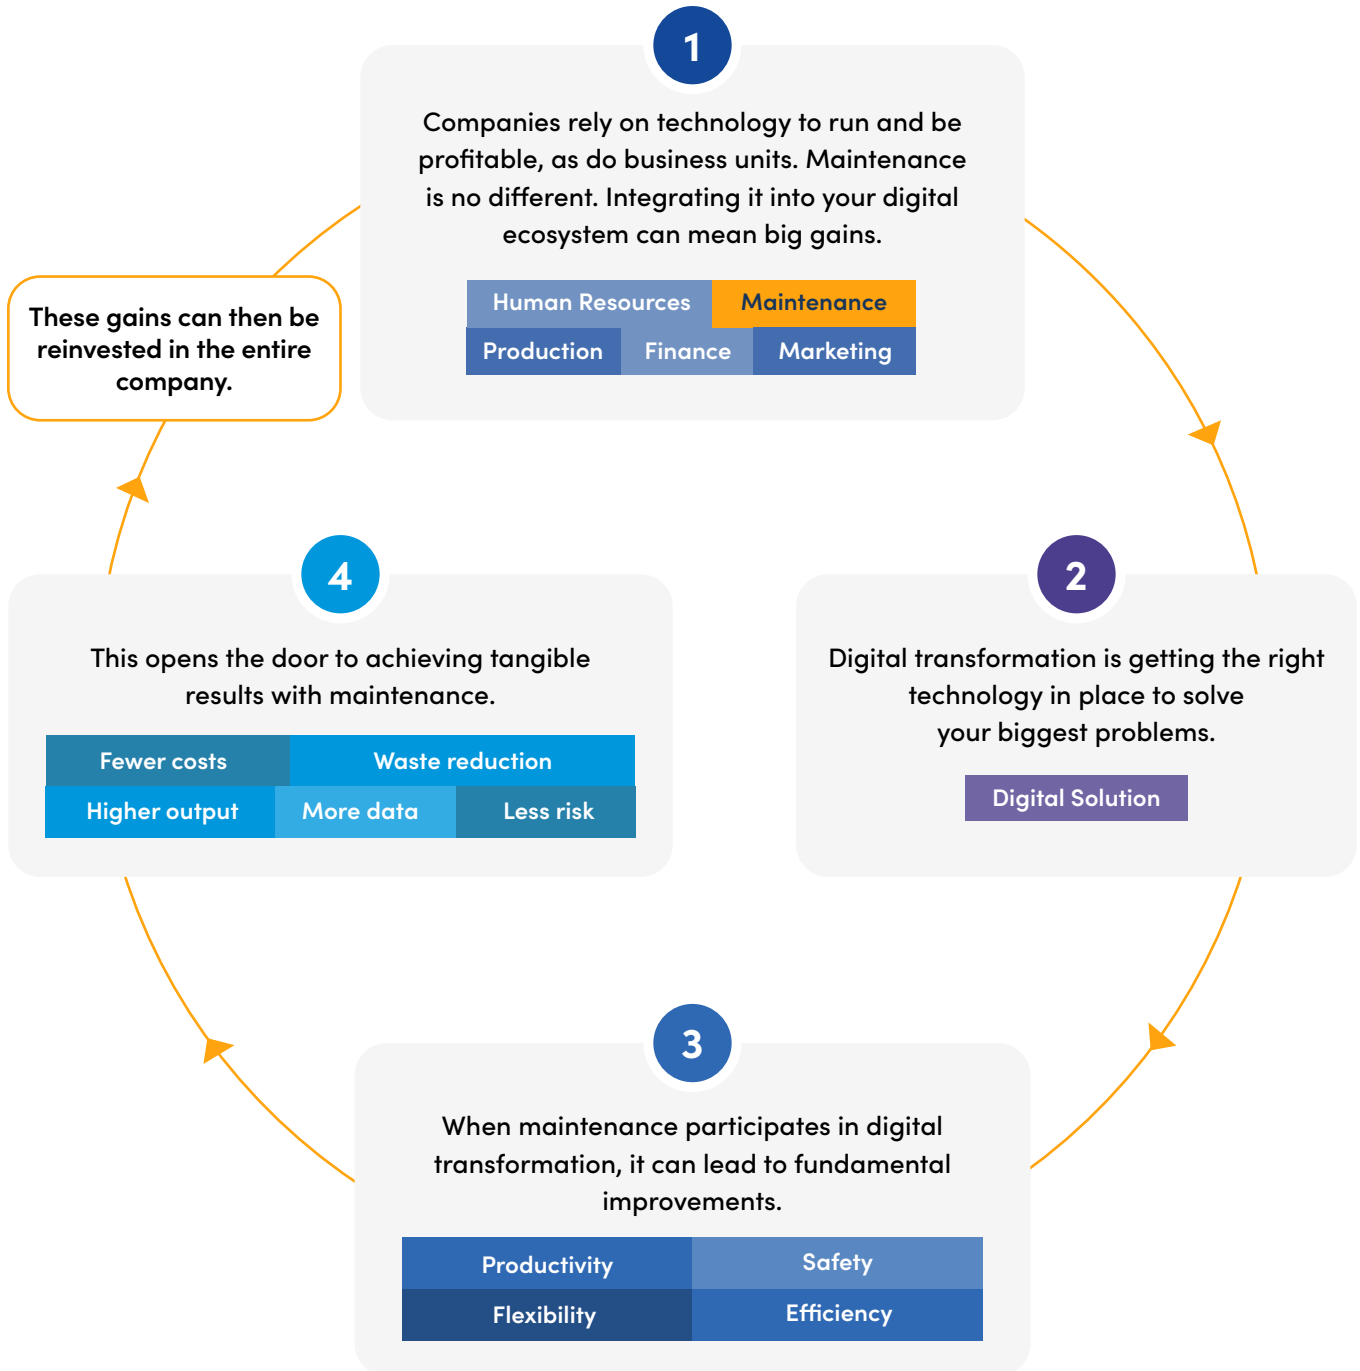 1
Companies rely on technology to run and be
profitable, as do business units. Maintenance
is no different. Integrating it into your digital
ecosystem can mean big gains.
Human Resources Maintenance
Production Finance Marketing
These gains can then be
reinvested in the entire
company.
2
Digital transformation is getting the right
technology in place to solve
your biggest problems.
Digital Solution
3
When maintenance participates in digital
transformation, it can lead to fundamental
improvements.
Productivity Safety
Flexibility Efficiency
4
This opens the door to achieving tangible
results with maintenance.
Fewer costs Waste reduction
Higher output More data Less risk